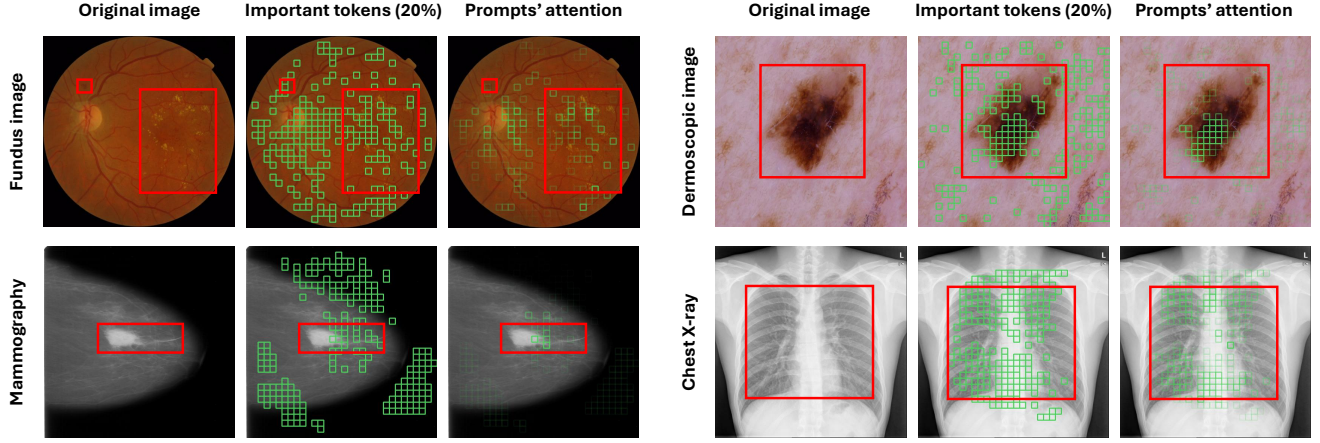 Original image Important tokens (20%) Prompts' attention Original image Important tokens (20%) Prompts' attention
Fundus image
Dermoscopic image
Mammography
Chest X-ray
L
L
L